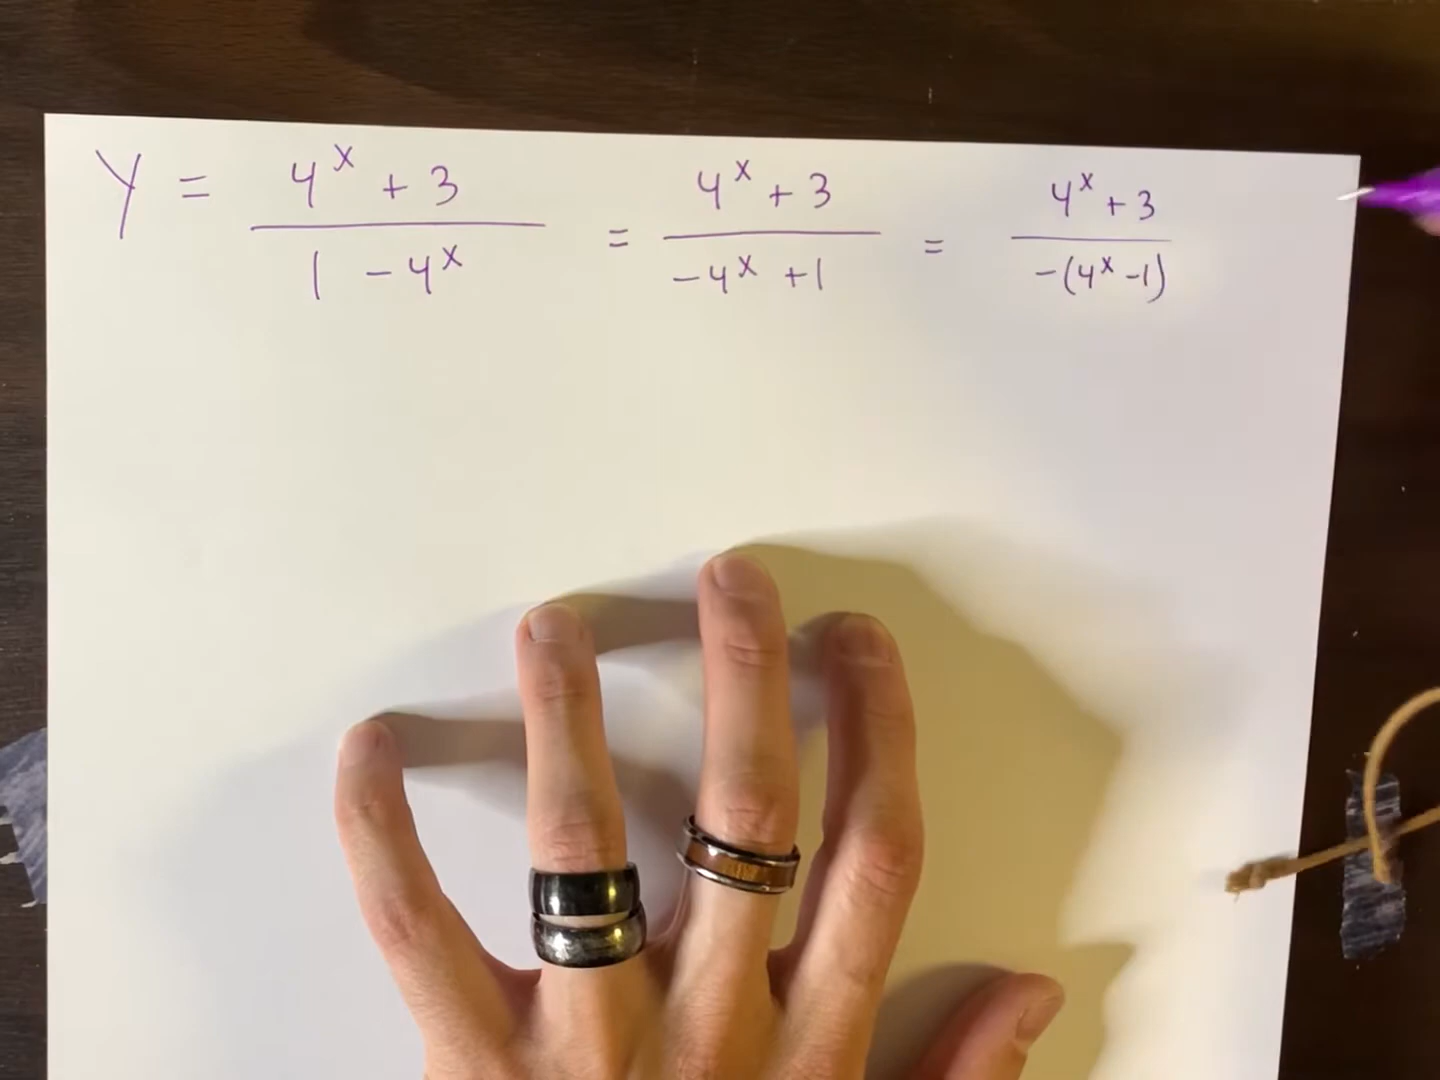 Y = (4^x + 3)/(1 - 4^x) = (4^x + 3)/(-4^x + 1) = (4^x + 3)/(-(4^x - 1))